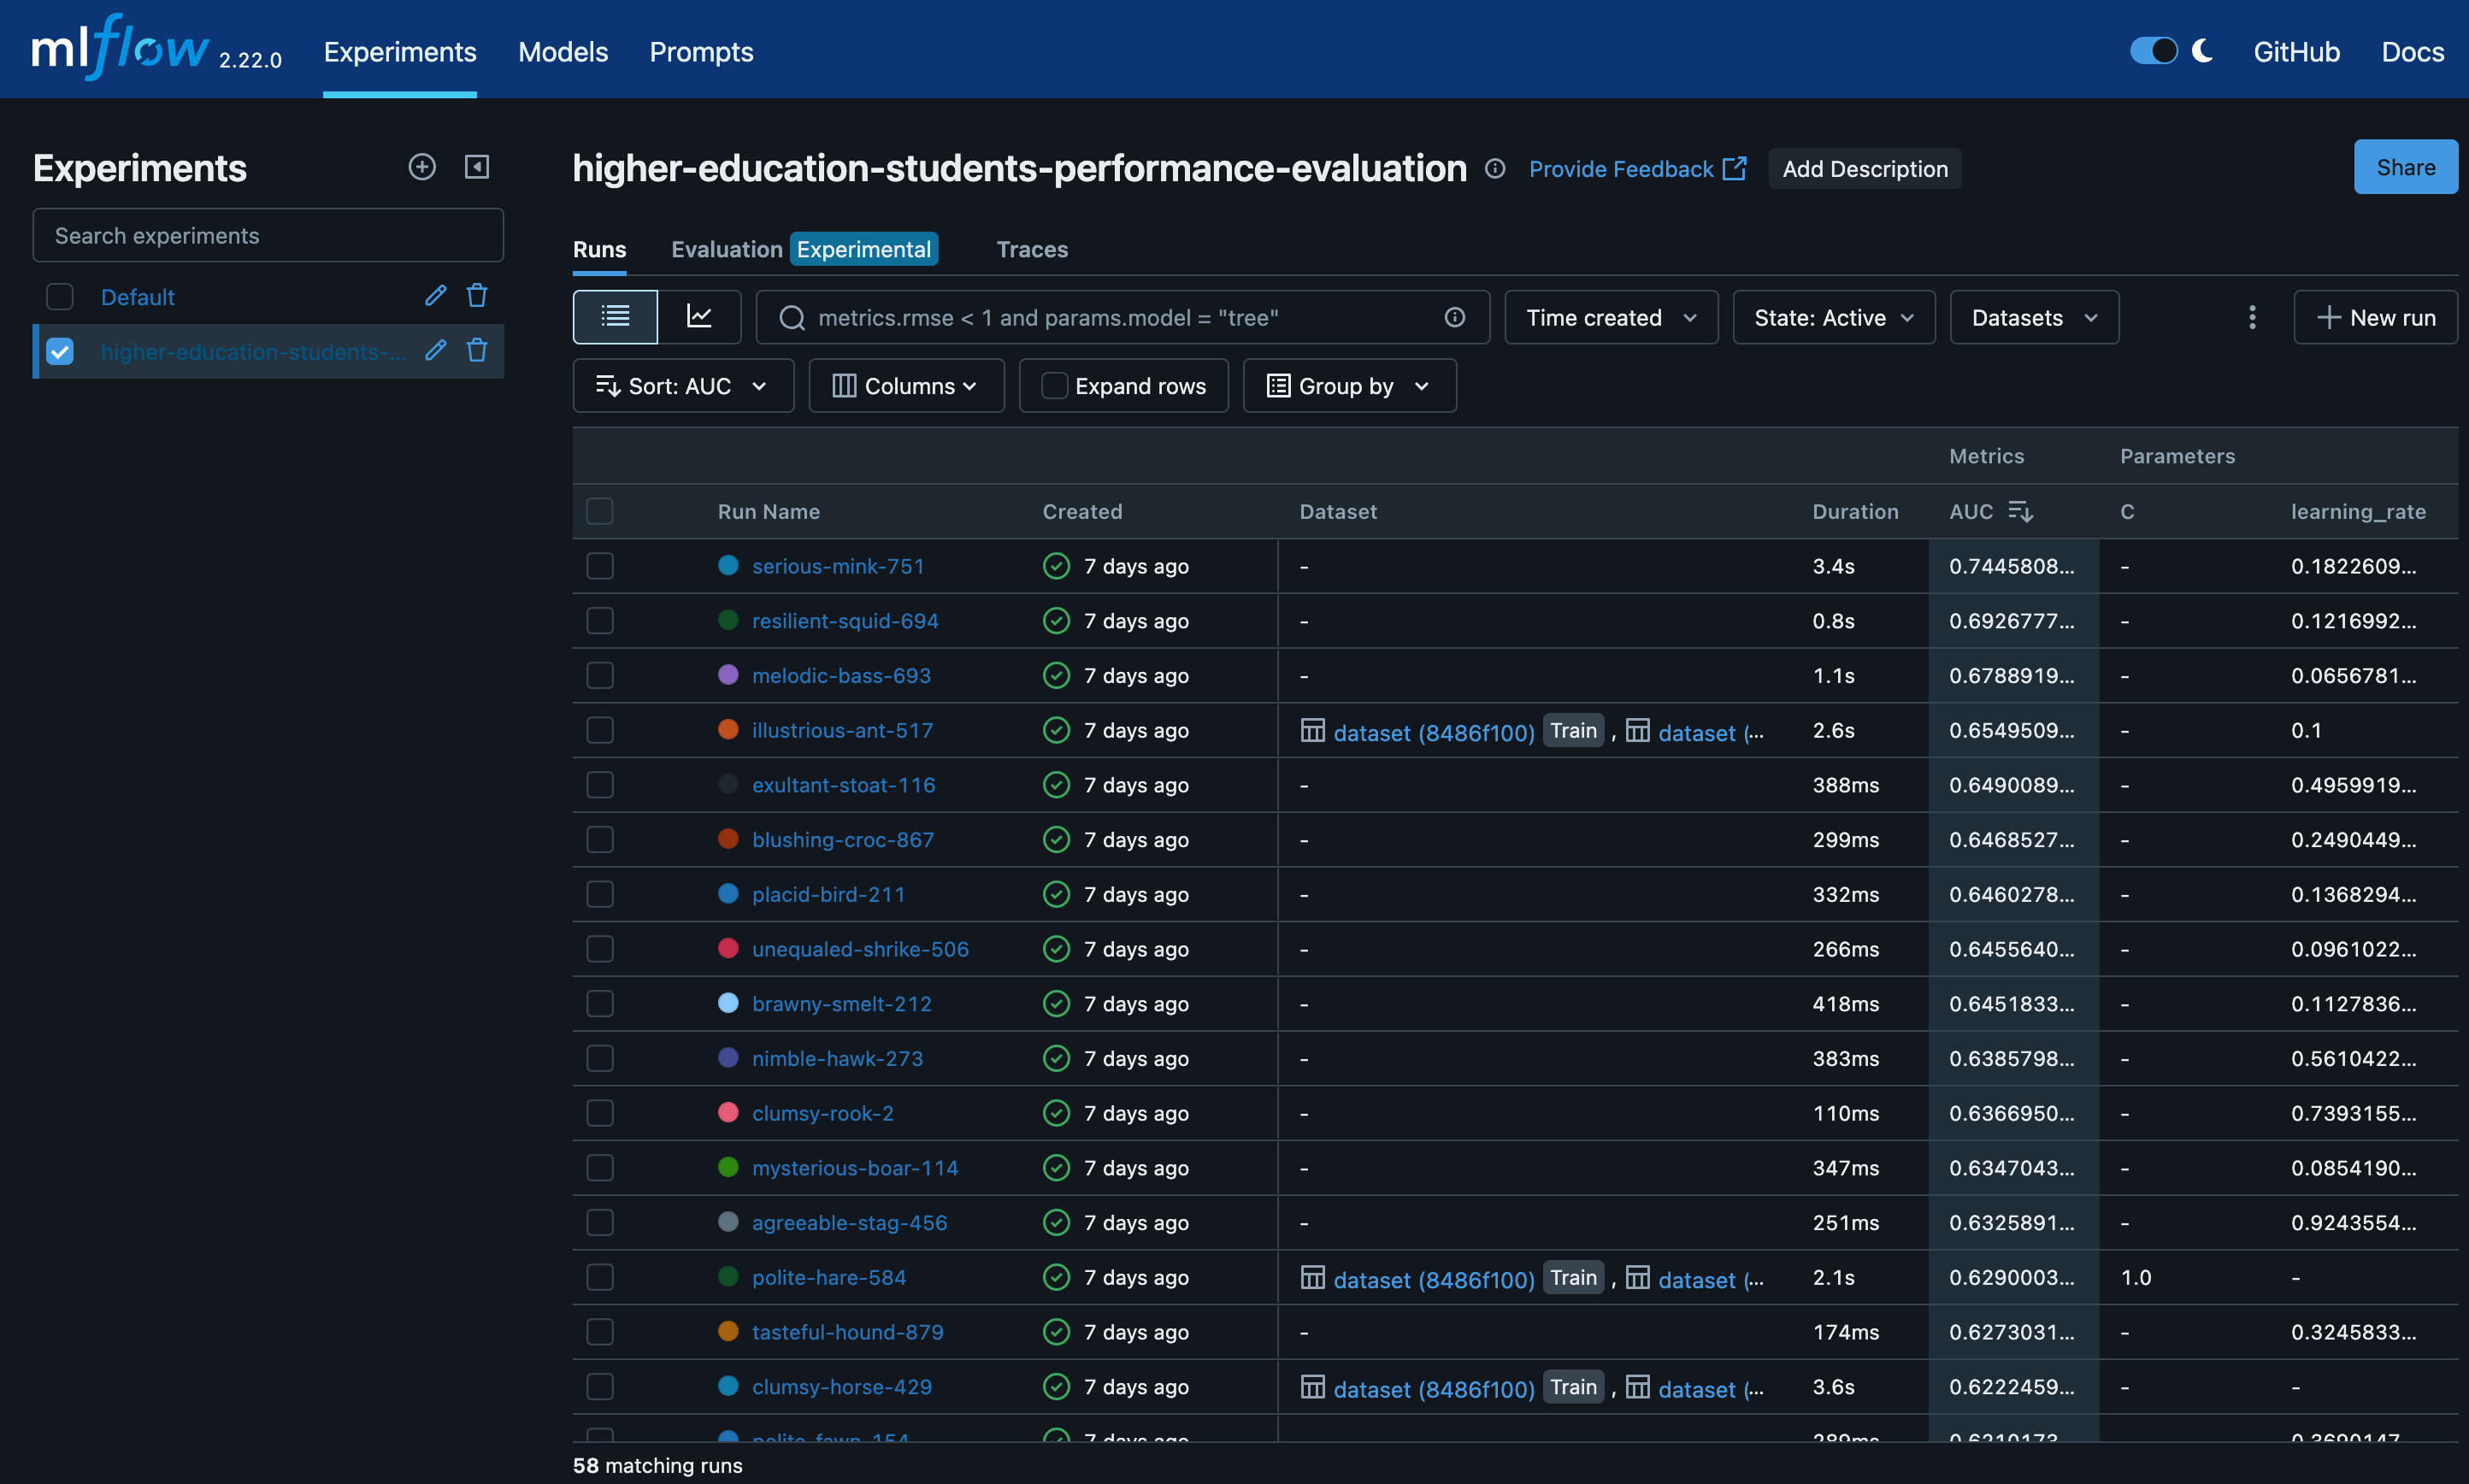 mlflow 2.22.0 Experiments Models Prompts GitHub Docs
Experiments
Search experiments
Default
higher-education-students-...
higher-education-students-performance-evaluation Provide Feedback Add Description Share
Runs Evaluation Experimental Traces
metrics.rmse < 1 and params.model = "tree" Time created State: Active Datasets New run
Sort: AUC Columns Expand rows Group by
Metrics Parameters
Run Name Created Dataset Duration AUC C learning_rate
serious-mink-751 7 days ago - 3.4s 0.7445808... - 0.1822609...
resilient-squid-694 7 days ago - 0.8s 0.6926777... - 0.1216992...
melodic-bass-693 7 days ago - 1.1s 0.6788919... - 0.0656781...
illustrious-ant-517 7 days ago dataset (8486f100) Train , dataset (... 2.6s 0.6549509... - 0.1
exultant-stoat-116 7 days ago - 388ms 0.6490089... - 0.4959919...
blushing-croc-867 7 days ago - 299ms 0.6468527... - 0.2490449...
placid-bird-211 7 days ago - 332ms 0.6460278... - 0.1368294...
unequaled-shrike-506 7 days ago - 266ms 0.6455640... - 0.0961022...
brawny-smelt-212 7 days ago - 418ms 0.6451833... - 0.1127836...
nimble-hawk-273 7 days ago - 383ms 0.6385798... - 0.5610422...
clumsy-rook-2 7 days ago - 110ms 0.6366950... - 0.7393155...
mysterious-boar-114 7 days ago - 347ms 0.6347043... - 0.0854190...
agreeable-stag-456 7 days ago - 251ms 0.6325891... - 0.9243554...
polite-hare-584 7 days ago dataset (8486f100) Train , dataset (... 2.1s 0.6290003... 1.0 -
tasteful-hound-879 7 days ago - 174ms 0.6273031... - 0.3245833...
clumsy-horse-429 7 days ago dataset (8486f100) Train , dataset (... 3.6s 0.6222459... - -
polite-fawn-154 7 days ago 289ms
58 matching runs